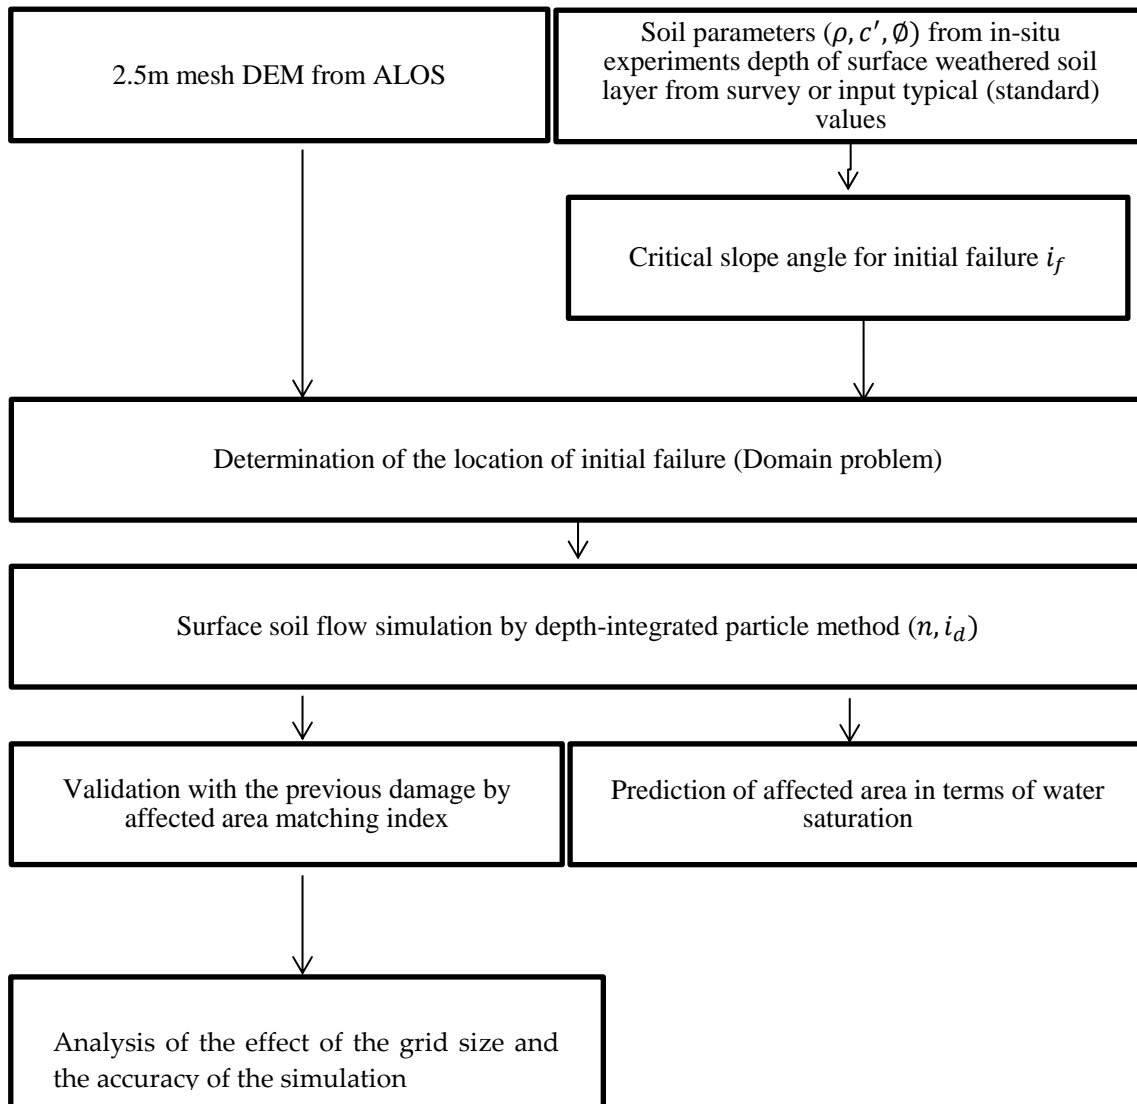 2.5m mesh DEM from ALOS
Soil parameters (ρ, c′, ∅) from in-situ
experiments depth of surface weathered soil
layer from survey or input typical (standard)
values
Critical slope angle for initial failure i_f
Determination of the location of initial failure (Domain problem)
Surface soil flow simulation by depth-integrated particle method (n, i_d)
Validation with the previous damage by
affected area matching index
Prediction of affected area in terms of water
saturation
Analysis of the effect of the grid size and
the accuracy of the simulation